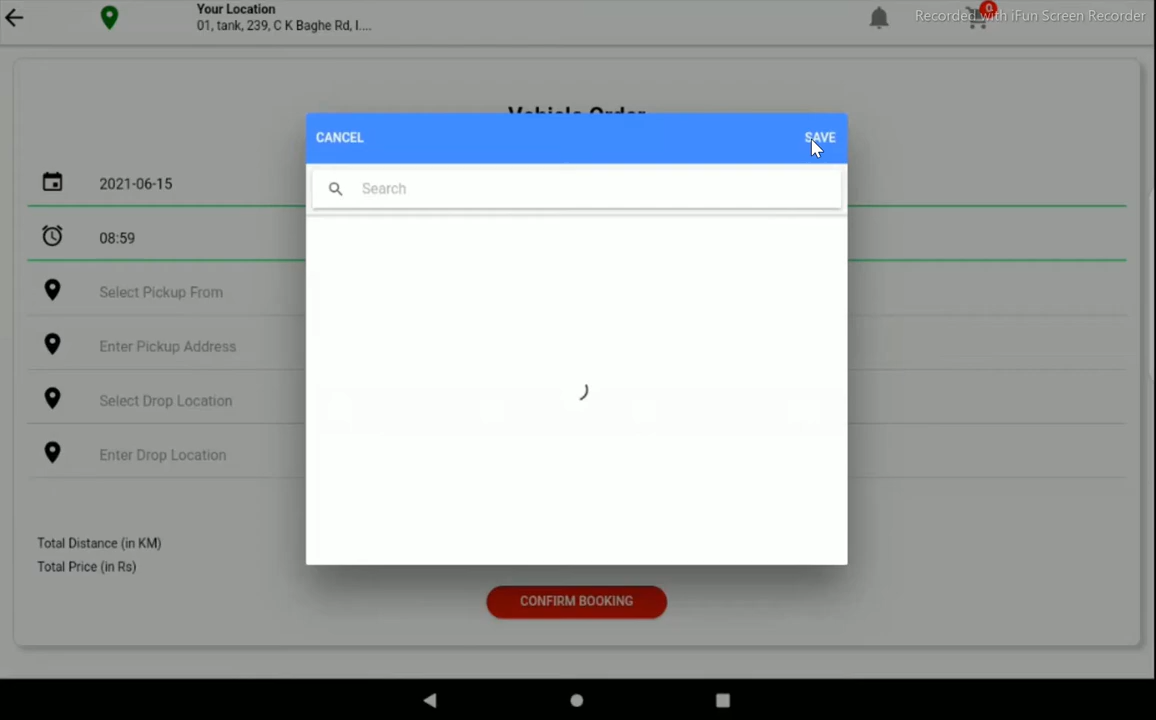 Your Location
01, tank, 239, C K Baghe Rd, I....
0
Recorded with iFun Screen Recorder
Vehicle Order
CANCEL
SAVE
Search
2021-06-15
08:59
Select Pickup From
Enter Pickup Address
Select Drop Location
Enter Drop Location
Total Distance (in KM)
Total Price (in Rs)
CONFIRM BOOKING